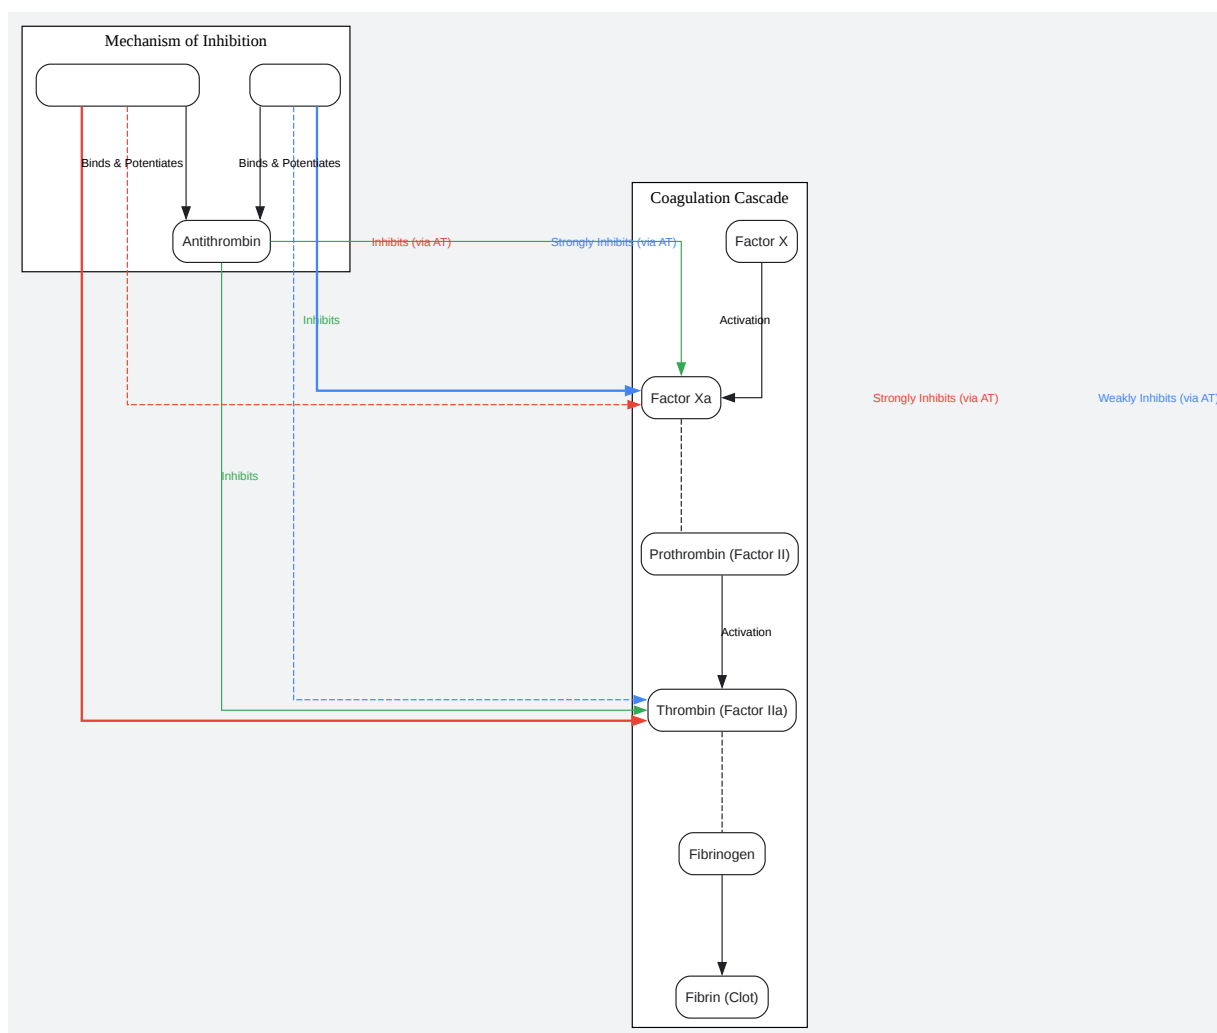 Mechanism of Inhibition
Binds & Potentiates
Binds & Potentiates
Coagulation Cascade
Antithrombin
Inhibits (via AT)
Strongly Inhibits (via AT)
Factor X
Inhibits
Activation
Factor Xa
Strongly Inhibits (via AT)
Weakly Inhibits (via AT)
Inhibits
Prothrombin (Factor II)
Activation
Thrombin (Factor IIa)
Fibrinogen
Fibrin (Clot)